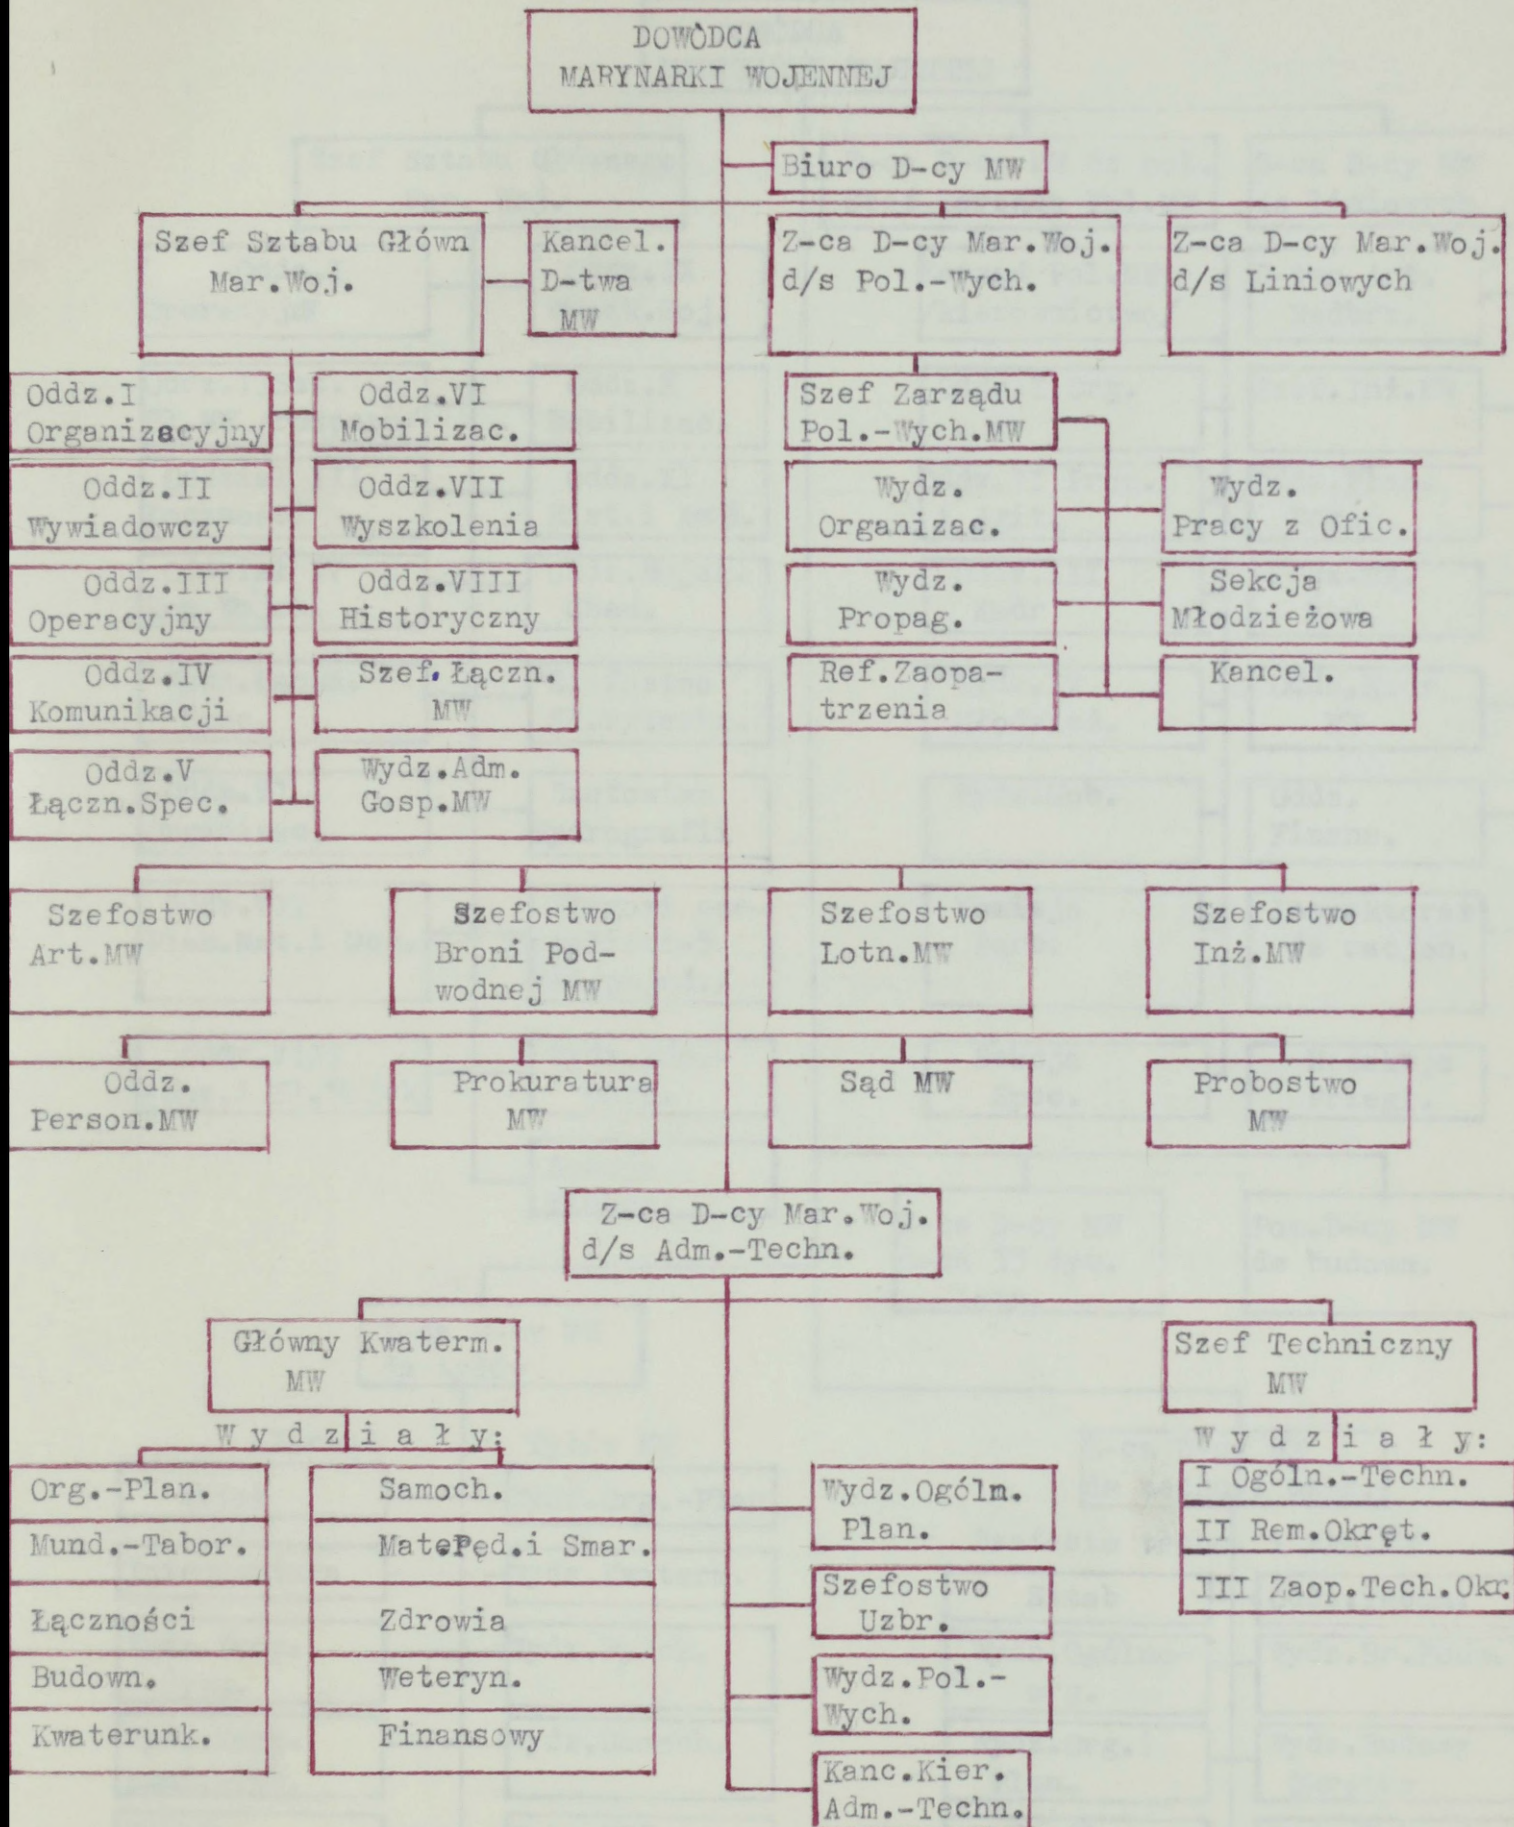 DOWÒDCA
MARYNARKI WOJENNEJ
Biuro D-cy MW
Szef Sztabu Główn
Mar.Woj.
Kancel.
D-twa
MW
Z-ca D-cy Mar.Woj.
d/s Pol.-Wych.
Z-ca D-cy Mar.Woj.
d/s Liniowych
Oddz.I
Organizacyjny
Oddz.VI
Mobilizac.
Oddz.II
Wywiadowczy
Oddz.VII
Wyszkolenia
Oddz.III
Operacyjny
Oddz.VIII
Historyczny
Oddz.IV
Komunikacji
Szef.Łączn.
MW
Oddz.V
Łączn.Spec.
Wydz.Adm.
Gosp.MW
Szef Zarządu
Pol.-Wych.MW
Wydz.
Organizac.
Wydz.
Pracy z Ofic.
Wydz.
Propag.
Sekcja
Młodzieżowa
Ref.Zaopa-
trzenia
Kancel.
Szefostwo
Art.MW
Szefostwo
Broni Pod-
wodnej MW
Szefostwo
Lotn.MW
Szefostwo
Inż.MW
Oddz.
Person.MW
Prokuratura
MW
Sąd MW
Probostwo
MW
Z-ca D-cy Mar.Woj.
d/s Adm.-Techn.
Główny Kwaterm.
MW
Szef Techniczny
MW
W y d z i a ł y:
Org.-Plan.
Mund.-Tabor.
Łączności
Budown.
Kwaterunk.
Samoch.
Mate.Pęd.i Smar.
Zdrowia
Weteryn.
Finansowy
Wydz.Ogóln.
Plan.
Szefostwo
Uzbr.
Wydz.Pol.-
Wych.
Kanc.Kier.
Adm.-Techn.
W y d z i a ł y:
I Ogóln.-Techn.
II Rem.Okręt.
III Zaop.Tech.Okr.